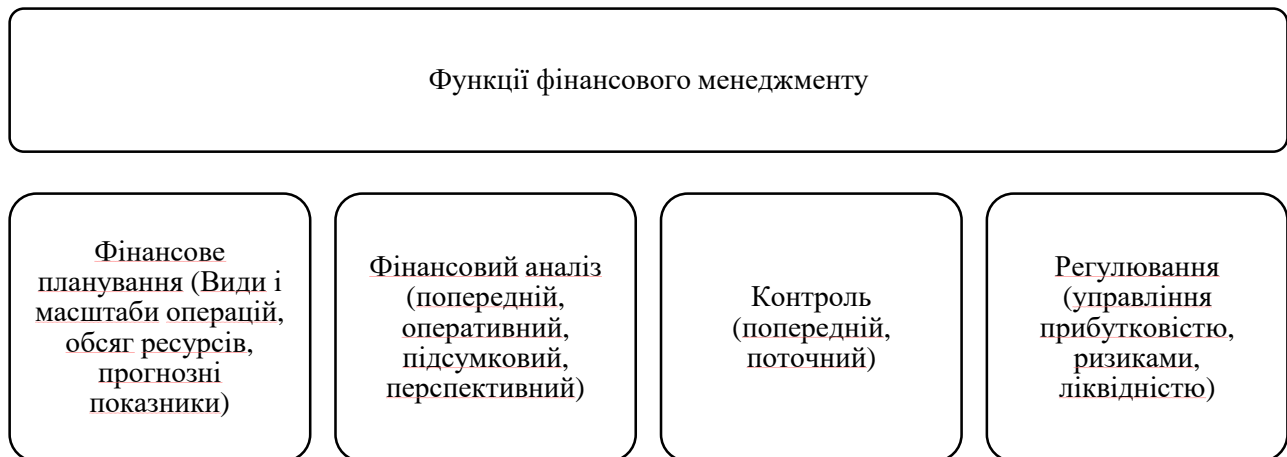 Функції фінансового менеджменту
Фінансове
планування (Види і
масштаби операцій,
обсяг ресурсів,
прогнозні
показники)
Фінансовий аналіз
(попередній,
оперативний,
підсумковий,
перспективний)
Контроль
(попередній,
поточний)
Регулювання
(управління
прибутковістю,
ризиками,
ліквідністю)